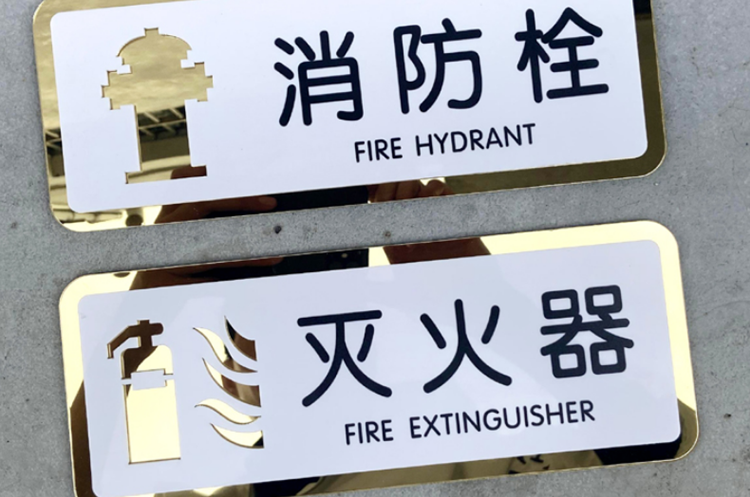 消防栓
FIRE HYDRANT
灭火器
FIRE EXTINGUISHER